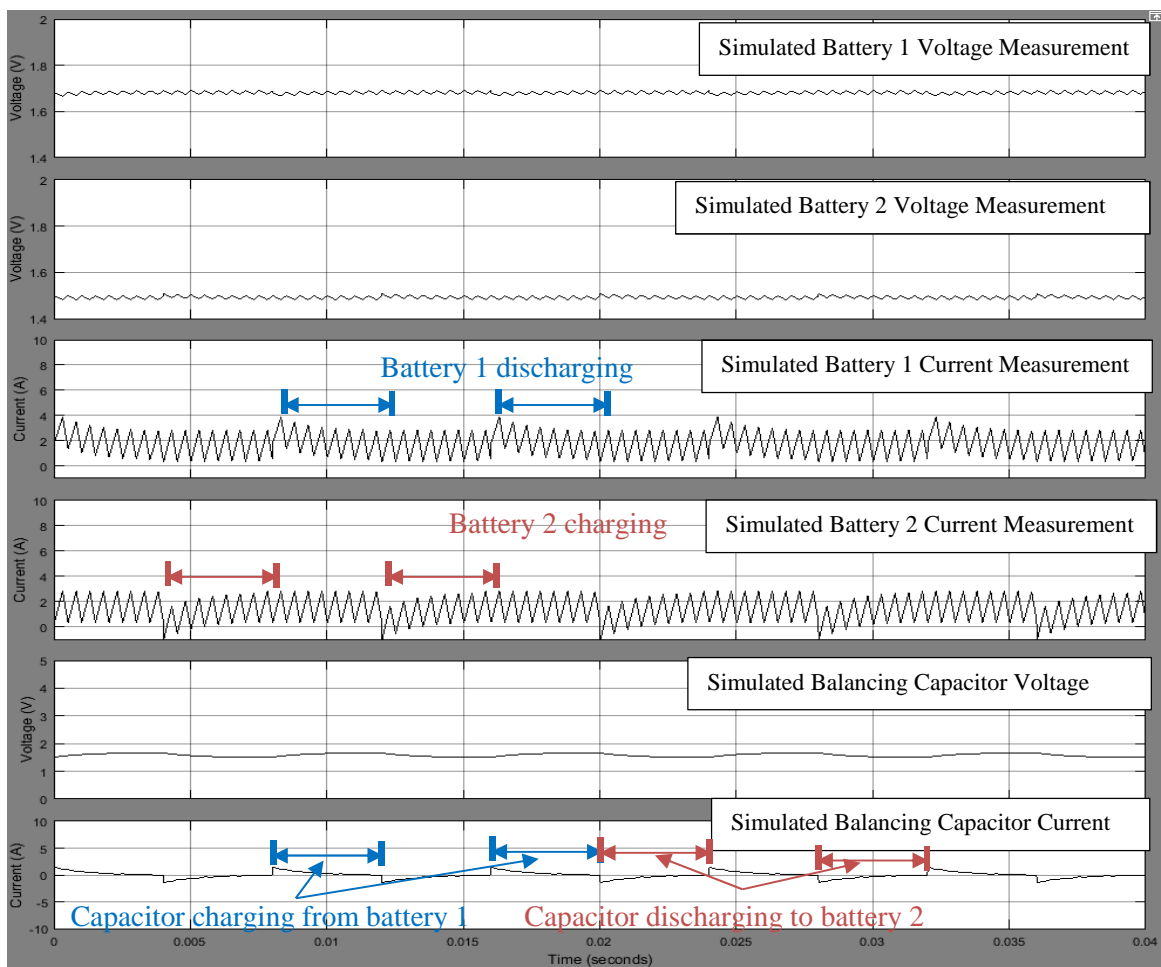 2
Simulated Battery 1 Voltage Measurement
1.8
Voltage (V)
1.6
1.4
2
Simulated Battery 2 Voltage Measurement
1.8
Voltage (V)
1.6
1.4
10
Simulated Battery 1 Current Measurement
8
Battery 1 discharging
6
Current (A)
4
2
0
10
Simulated Battery 2 Current Measurement
8
Battery 2 charging
6
Current (A)
4
2
0
5
Simulated Balancing Capacitor Voltage
4
3
Voltage (V)
2
1
0
10
Simulated Balancing Capacitor Current
5
Current (A)
0
-5
Capacitor charging from battery 1
Capacitor discharging to battery 2
-10
0 0.005 0.01 0.015 0.02 0.025 0.03 0.035 0.04
Time (seconds)